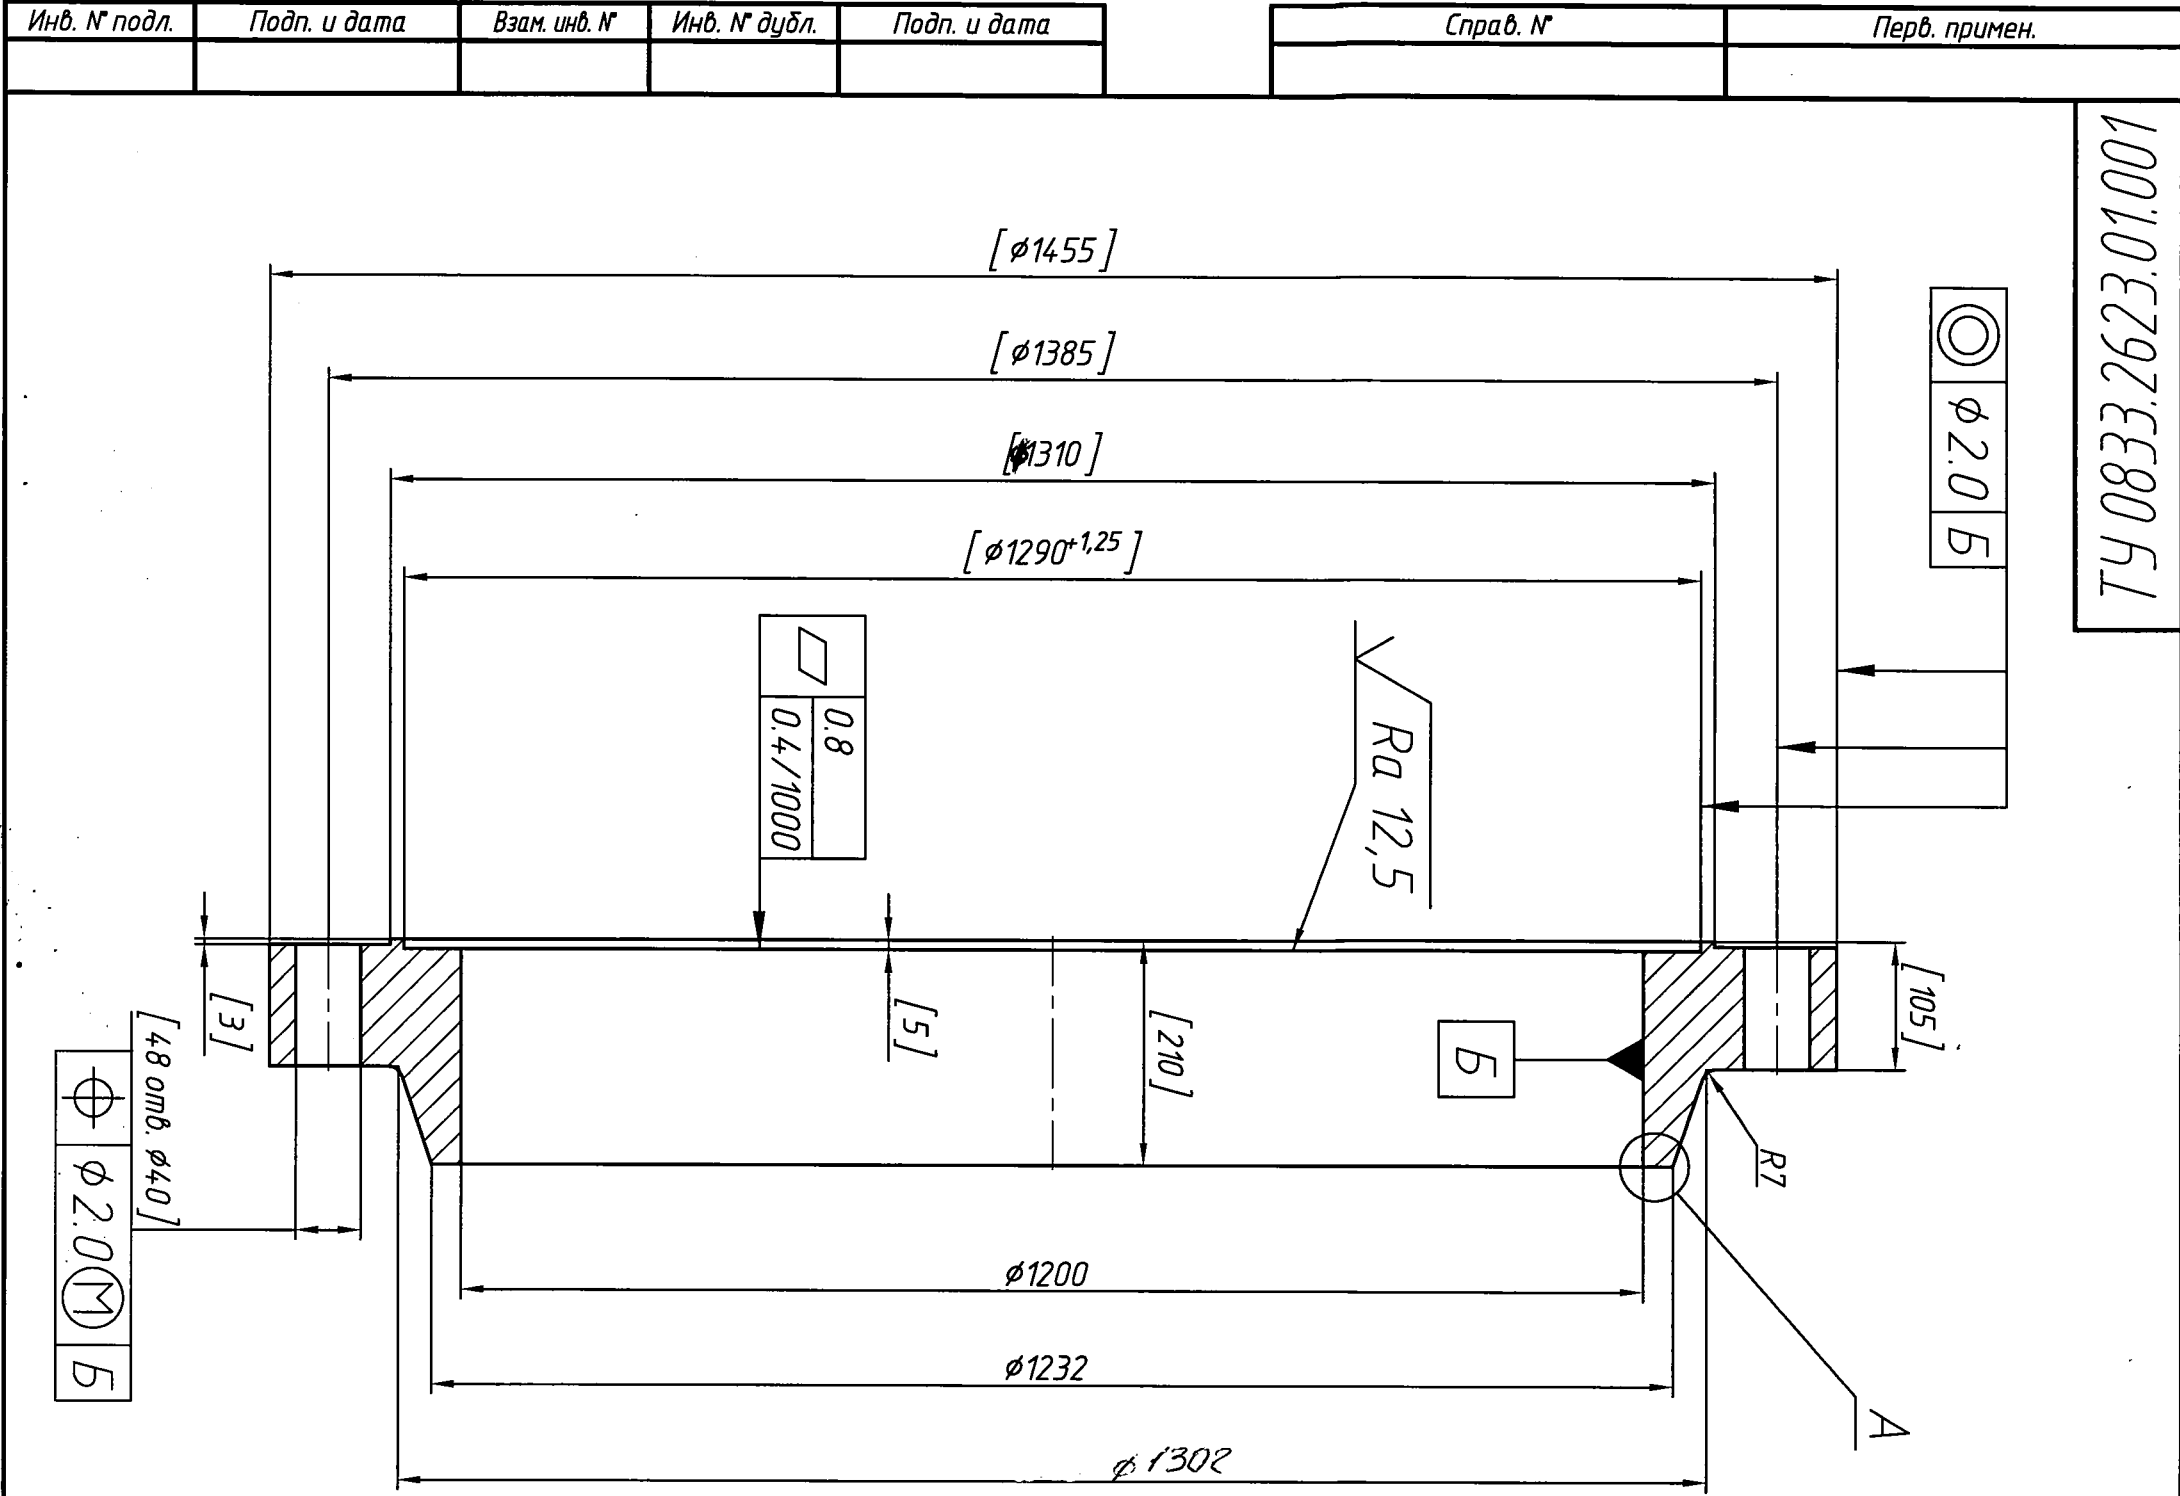 Инв. № подл.
Подп. и дата
Взам. инв. №
Инв. № дубл.
Подп. и дата
Справ. №
Перв. примен.
ТУ 0833.2623.01.001
[⌀1455]
[⌀1385]
[⌀1310]
[⌀1290+1,25]
⌀2.0 Б
0.8
0.4/1000
Ra 12,5
[3]
[5]
[210]
[105]
Б
R7
[48 отв. ⌀40]
⌀2.0 Ⓜ Б
⌀1200
⌀1232
⌀1302
А